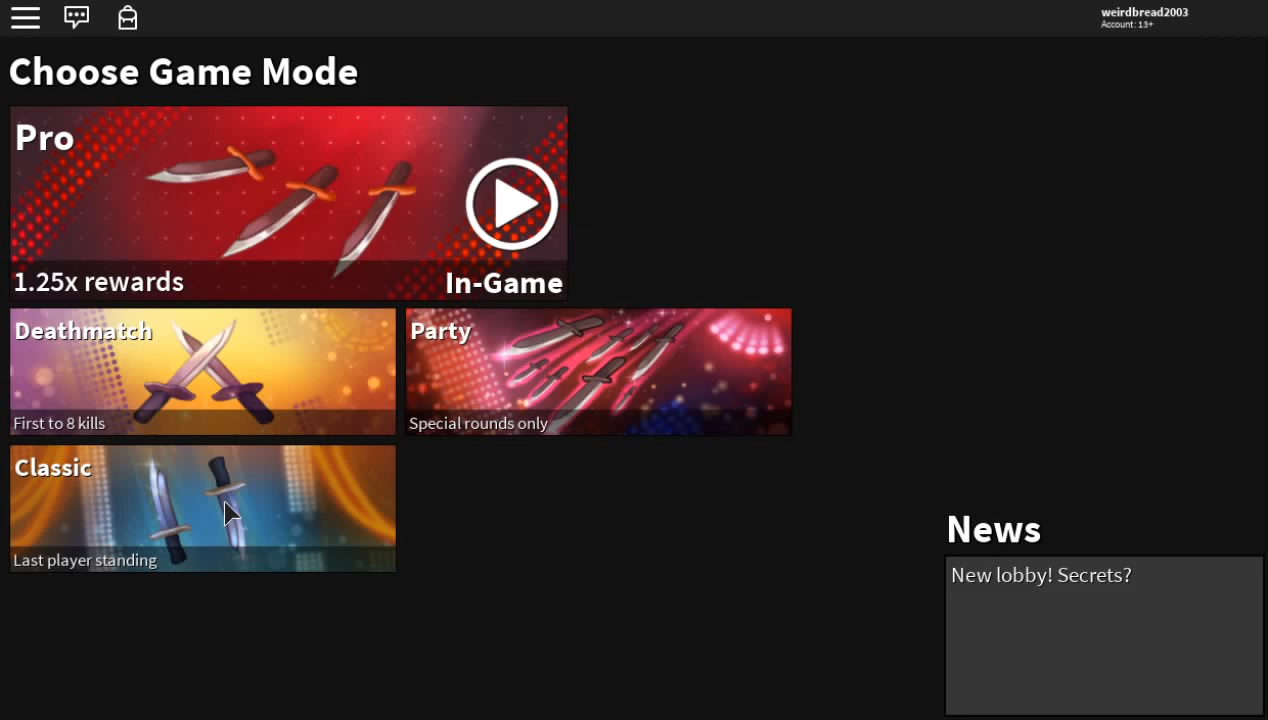 weirdbread2003
Account: 13+
Choose Game Mode
Pro
1.25x rewards
In-Game
Deathmatch
First to 8 kills
Party
Special rounds only
Classic
Last player standing
News
New lobby! Secrets?